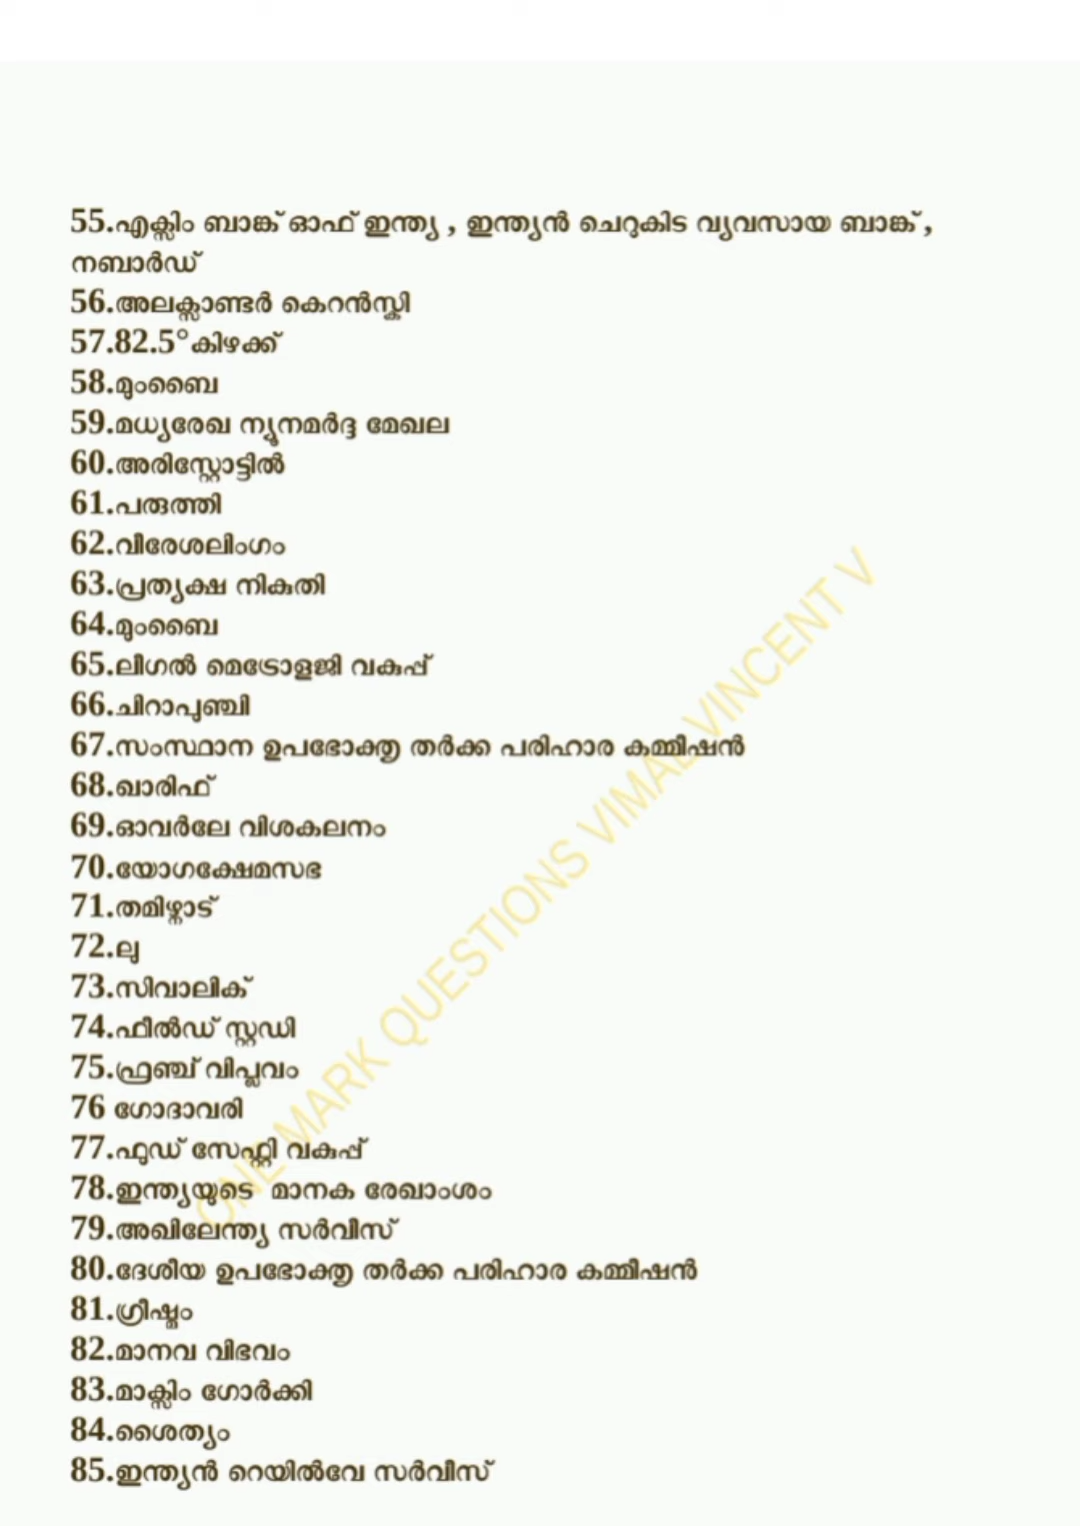 55.എക്സിം ബാങ്ക് ഓഫ് ഇന്ത്യ , ഇന്ത്യൻ ചെറുകിട വ്യവസായ ബാങ്ക് ,
നബാർഡ്
56.അലക്സാണ്ടർ കെറൻസ്കി
57.82.5°കിഴക്ക്
58.മുംബൈ
59.മധ്യരേഖ ന്യൂനമർദ്ദ മേഖല
60.അരിസ്റ്റോട്ടിൽ
61.പരുത്തി
62.വീരേശലിംഗം
63.പ്രത്യക്ഷ നികുതി
64.മുംബൈ
65.ലീഗൽ മെട്രോളജി വകുപ്പ്
66.ചിറാപുഞ്ചി
67.സംസ്ഥാന ഉപഭോക്തൃ തർക്ക പരിഹാര കമ്മീഷൻ
68.ഖാരിഫ്
69.ഓവർലേ വിശകലനം
70.യോഗക്ഷേമസഭ
71.തമിഴ്നാട്
72.ലൂ
73.സിവാലിക്
74.ഫീൽഡ് സ്റ്റഡി
75.ഫ്രഞ്ച് വിപ്ലവം
76 ഗോദാവരി
77.ഫുഡ് സേഫ്റ്റി വകുപ്പ്
78.ഇന്ത്യയുടെ മാനക രേഖാംശം
79.അഖിലേന്ത്യ സർവീസ്
80.ദേശീയ ഉപഭോക്തൃ തർക്ക പരിഹാര കമ്മീഷൻ
81.ഗ്രീഷ്മം
82.മാനവ വിഭവം
83.മാക്സിം ഗോർക്കി
84.ശൈത്യം
85.ഇന്ത്യൻ റെയിൽവേ സർവീസ്
ONE MARK QUESTIONS VIMAL VINCENT V